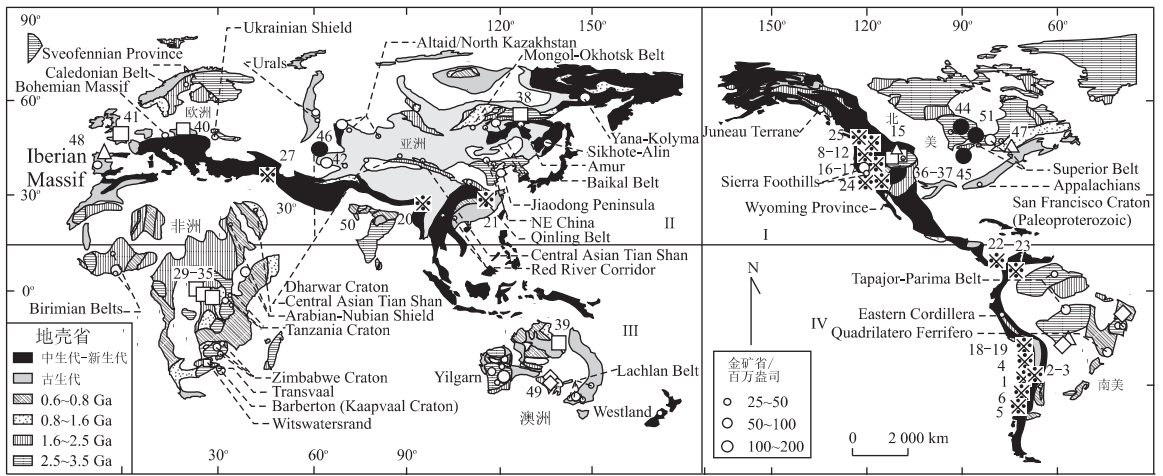 90°
60°
30°
0°
120°
150°
150°
120°
90°
60°
Ukrainian Shield
Sveofennian Province
Caledonian Belt
Bohemian Massif
Urals
Altaid/North Kazakhstan
Mongol-Okhotsk Belt
欧洲
38
41
40
48
46
42
27
亚洲
Iberian
Massif
Yana-Kolyma
Sikhote-Alin
Amur
Baikal Belt
Jiaodong Peninsula
NE China
Qinling Belt
Central Asian Tian Shan
Red River Corridor
30°
50
20
21
II
非洲
29-35
Birimian Belts
Dharwar Craton
Central Asian Tian Shan
Arabian-Nubian Shield
Tanzania Craton
Zimbabwe Craton
Transvaal
Barberton (Kaapvaal Craton)
Witswatersrand
III
39
Yilgarn
49
澳洲
Lachlan Belt
Westland
30°
60°
90°
120°
150°
地壳省
中生代-新生代
古生代
0.6~0.8 Ga
0.8~1.6 Ga
1.6~2.5 Ga
2.5~3.5 Ga
Juneau Terrane
北
美
44
51
47
15
25
8-12
16-17
24
36-37
45
Sierra Foothills
Wyoming Province
Superior Belt
Appalachians
San Francisco Craton
(Paleoproterozoic)
I
22-23
N
Tapajor-Parima Belt
Eastern Cordillera
Quadrilatero Ferrifero
IV
18-19
4
2-3
1
6
5
南美
金矿省/
百万盎司
25~50
50~100
100~200
0 2 000 km